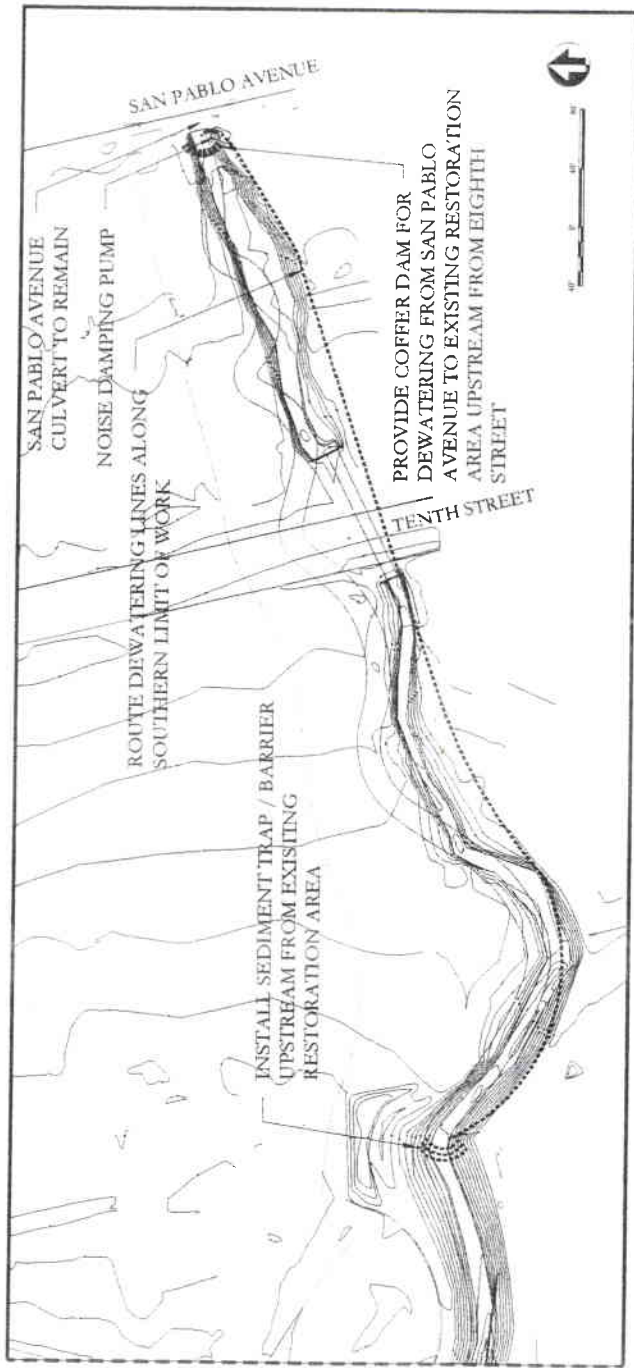 SAN PABLO AVENUE
SAN PABLO AVENUE
CULVERT TO REMAIN
NOISE DAMPING PUMP
ROUTE DEWATERING LINES ALONG
SOUTHERN LIMIT OF WORK
INSTALL SEDIMENT TRAP / BARRIER
UPSTREAM FROM EXISTING
RESTORATION AREA
TENTH STREET
PROVIDE COFFER DAM FOR
DEWATERING FROM SAN PABLO
AVENUE TO EXISTING RESTORATION
AREA UPSTREAM FROM EIGHTH
STREET